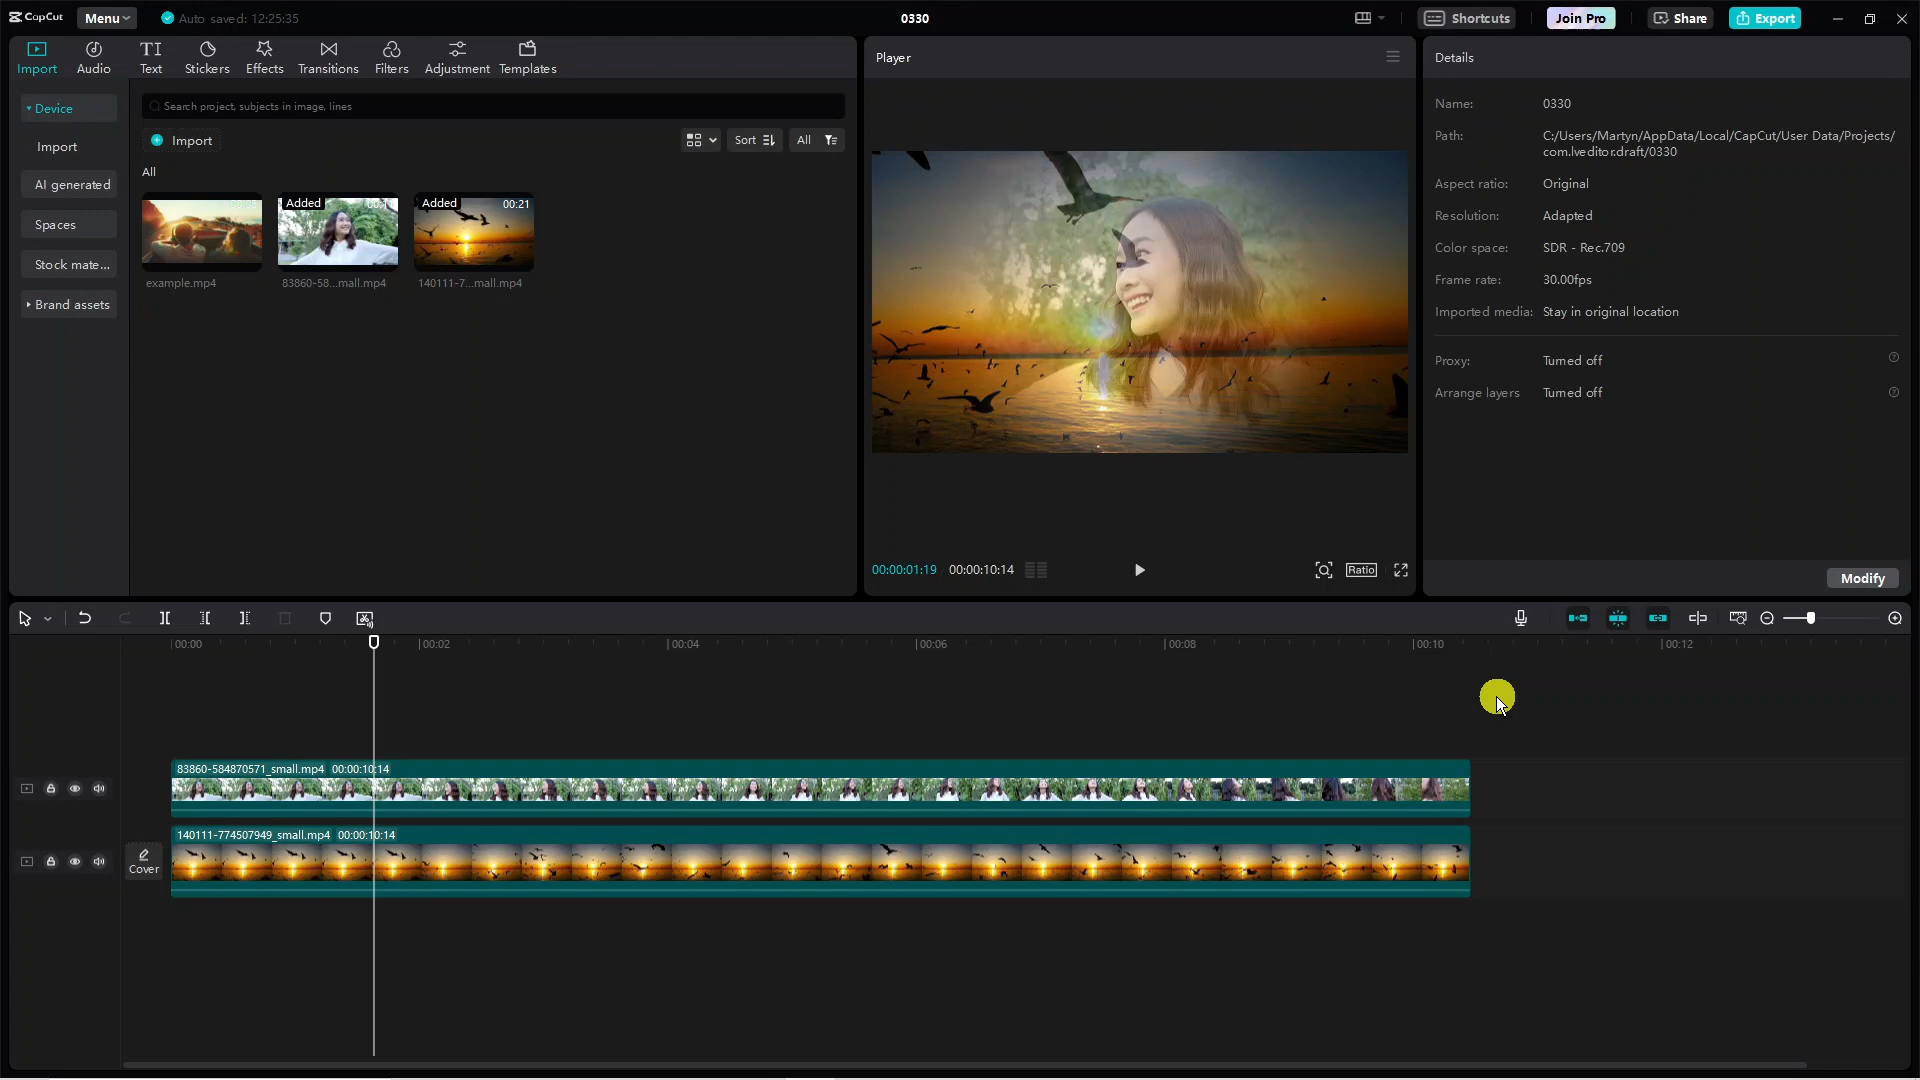 CapCut
Menu
Auto saved: 12:25:35
0330
Shortcuts
Join Pro
Share
Export
Import
Audio
Text
Stickers
Effects
Transitions
Filters
Adjustment
Templates
Player
Details
Device
Import
AI generated
Spaces
Stock mate...
Brand assets
Search project, subjects in image, lines
Import
Sort
All
All
Added
Added
00:21
example.mp4
83860-58...mall.mp4
140111-7...mall.mp4
Name: 0330
Path: C:/Users/Martyn/AppData/Local/CapCut/User Data/Projects/
com.lveditor.draft/0330
Aspect ratio: Original
Resolution: Adapted
Color space: SDR - Rec.709
Frame rate: 30.00fps
Imported media: Stay in original location
Proxy: Turned off
Arrange layers Turned off
00:00:01:19 00:00:10:14
Ratio
Modify
00:00
00:02
00:04
00:06
00:08
00:10
00:12
83860-584870571_small.mp4 00:00:10:14
140111-774507949_small.mp4 00:00:10:14
Cover